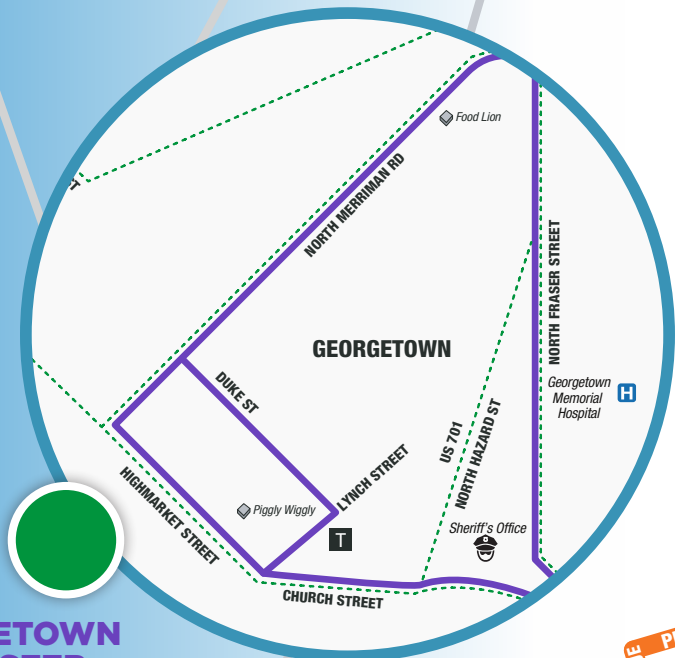 Food Lion
NORTH MERRIMAN RD
NORTH FRASER STREET
GEORGETOWN
Georgetown
Memorial
Hospital
H
DUKE ST
US 701
NORTH HAZARD ST
LYNCH STREET
HIGHMARKET STREET
Piggly Wiggly
Sheriff's Office
T
CHURCH STREET
ETOWN